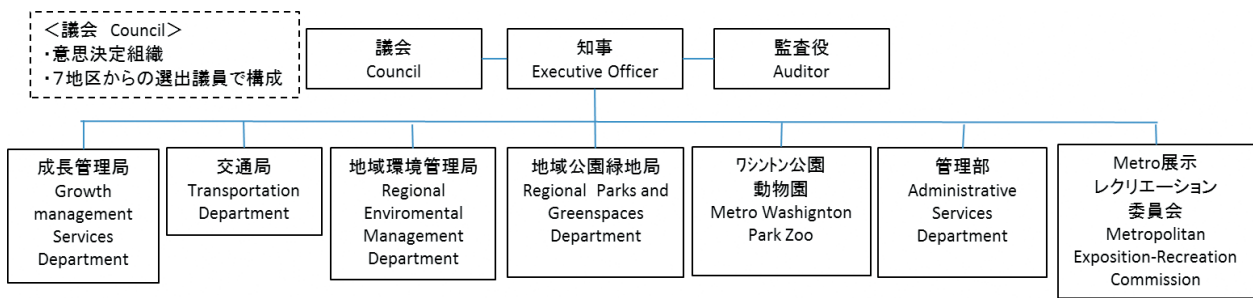 ＜議会　Council＞
・意思決定組織
・７地区からの選出議員で構成
議会
Council
知事
Executive Officer
監査役
Auditor
成長管理局
Growth
management
Services
Department
交通局
Transportation
Department
地域環境管理局
Regional
Enviromental
Management
Department
地域公園緑地局
Regional Parks and
Greenspaces
Department
ﾜｼﾝﾄﾝ公園
動物園
Metro Washignton
Park Zoo
管理部
Administrative
Services
Department
Metro展示
レクリエーション
委員会
Metropolitan
Exposition-Recreation
Commission